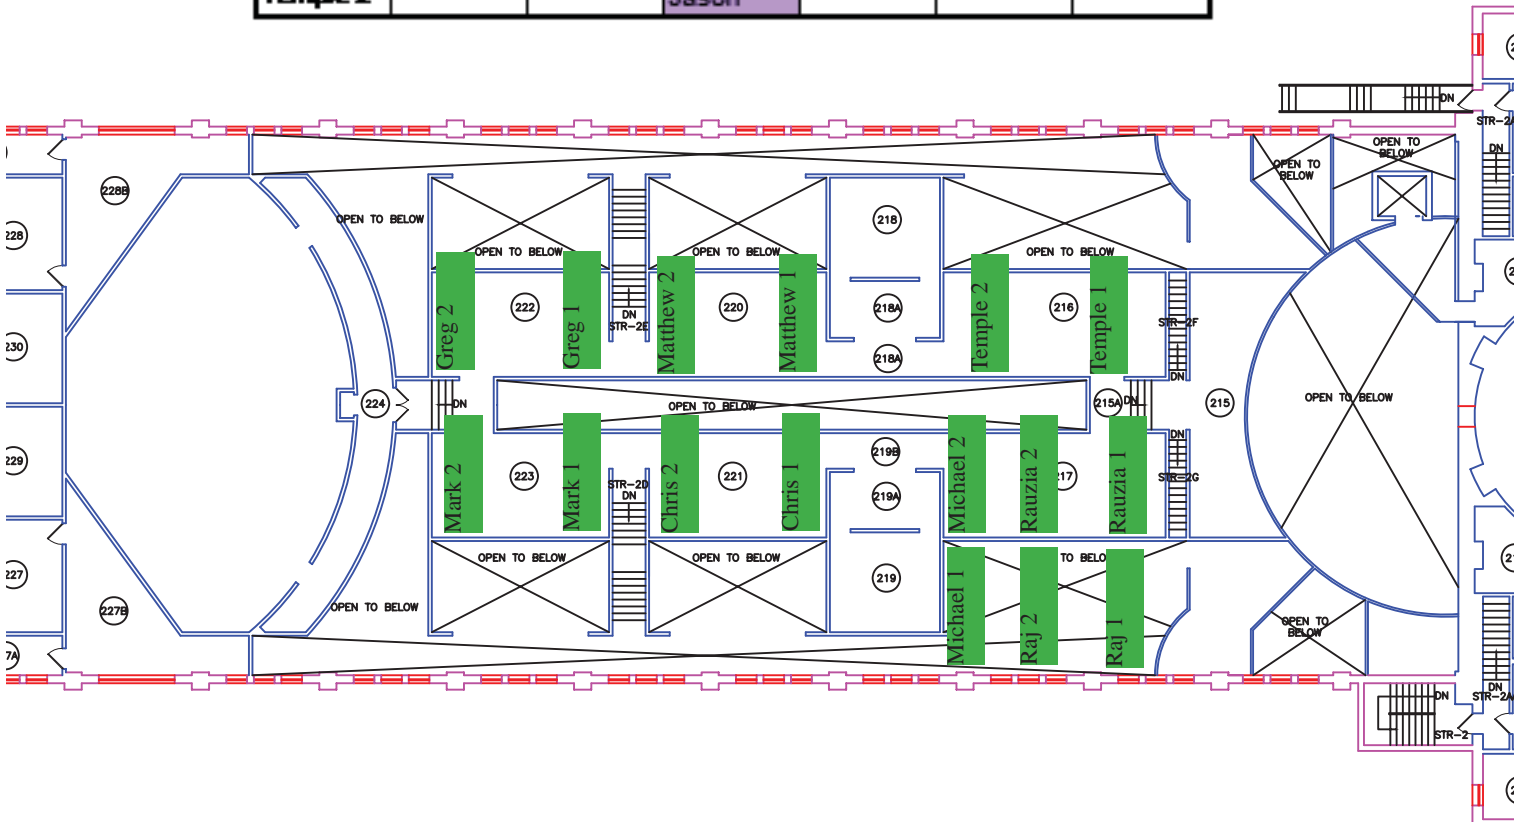 Jason
DN
STR-2A
DN
OPEN TO
BELOW
OPEN TO
BELOW
228B
228
OPEN TO BELOW
218
OPEN TO BELOW
OPEN TO BELOW
OPEN TO BELOW
Greg 2
222
Greg 1
DN
STR-2E
Matthew 2
220
Matthew 1
218A
218A
Temple 2
216
Temple 1
STR-2F
DN
230
224
DN
OPEN TO BELOW
215A
DN
215
OPEN TO BELOW
229
Mark 2
223
Mark 1
STR-2D
DN
Chris 2
221
Chris 1
219B
219A
Michael 2
Rauzia 2
Rauzia 1
DN
STR-2G
OPEN TO BELOW
OPEN TO BELOW
TO BELO
227
227B
OPEN TO BELOW
219
Michael 1
Raj 2
Raj 1
OPEN TO
BELOW
7A
DN
STR-2A
DN
STR-2